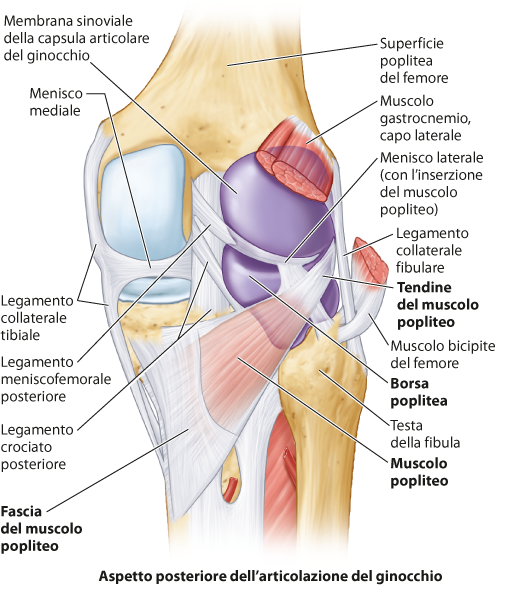 Membrana sinoviale
della capsula articolare
del ginocchio
Menisco
mediale
Legamento
collaterale
tibiale
Legamento
meniscofemorale
posteriore
Legamento
crociato
posteriore
Fascia
del muscolo
popliteo
Superficie
poplitea
del femore
Muscolo
gastrocnemio,
capo laterale
Menisco laterale
(con l'inserzione
del muscolo
popliteo)
Legamento
collaterale
fibulare
Tendine
del muscolo
popliteo
Muscolo bicipite
del femore
Borsa
poplitea
Testa
della fibula
Muscolo
popliteo
Aspetto posteriore dell'articolazione del ginocchio